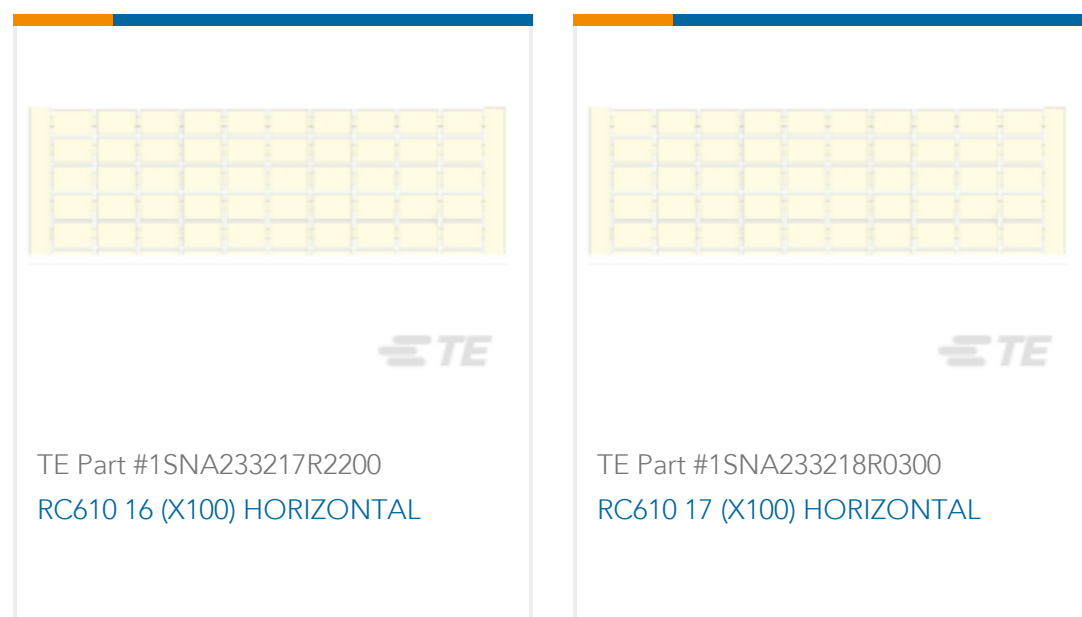 TE
TE
TE Part #1SNA233217R2200
RC610 16 (X100) HORIZONTAL
TE Part #1SNA233218R0300
RC610 17 (X100) HORIZONTAL